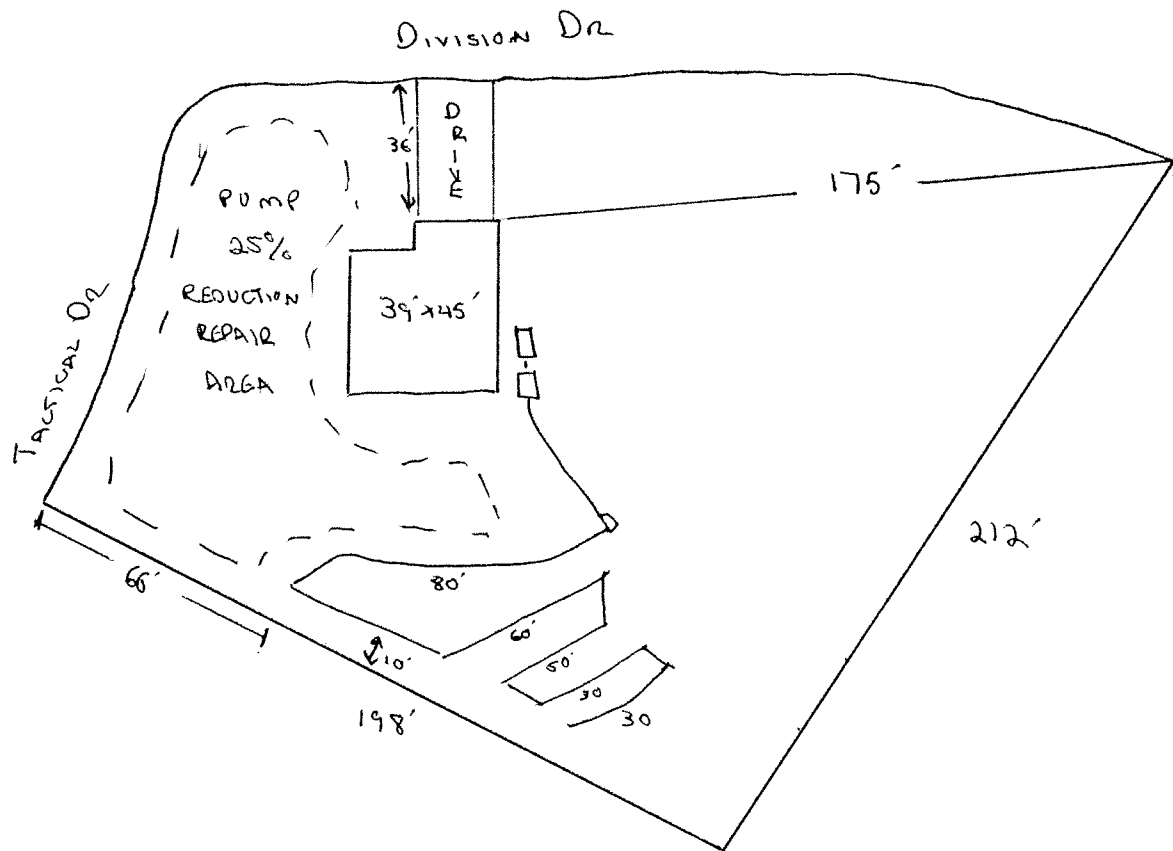 DIVISION DR
36'
DRIVE
175'
PUMP
25%
REDUCTION
REPAIR
AREA
39'x45'
TACTICAL DR
212'
66'
80'
60'
10'
50'
30
30
198'